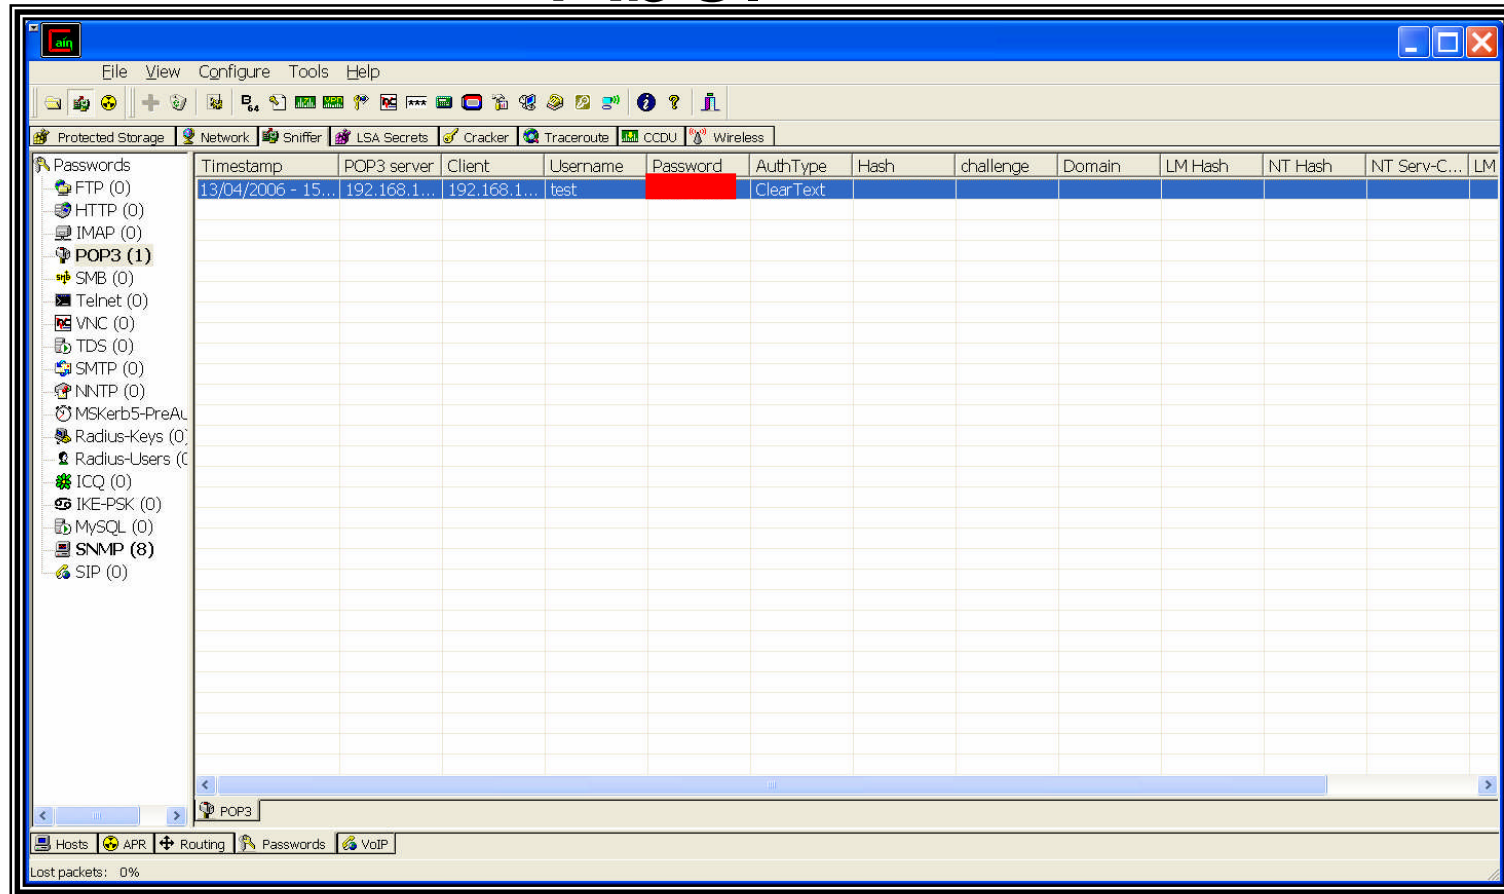 Cain
File View Configure Tools Help
B64
Protected Storage Network Sniffer LSA Secrets Cracker Traceroute CCDU Wireless
Passwords
FTP (0)
HTTP (0)
IMAP (0)
POP3 (1)
SMB (0)
Telnet (0)
VNC (0)
TDS (0)
SMTP (0)
NNTP (0)
MSKerb5-PreAu
Radius-Keys (0)
Radius-Users (0
ICQ (0)
IKE-PSK (0)
MySQL (0)
SNMP (8)
SIP (0)
Timestamp POP3 server Client Username Password AuthType Hash challenge Domain LM Hash NT Hash NT Serv-C... LM
13/04/2006 - 15... 192.168.1... 192.168.1... test ClearText
POP3
Hosts APR Routing Passwords VoIP
Lost packets: 0%